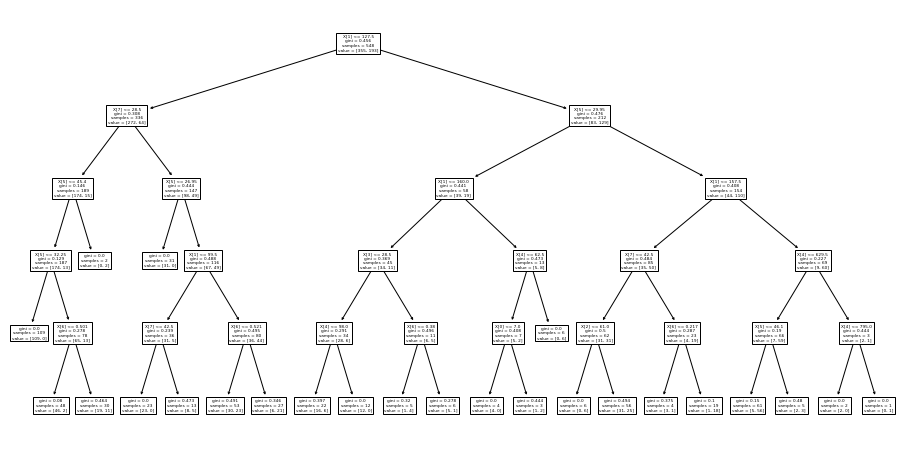 X[1] <= 127.5
gini = 0.456
samples = 548
value = [355, 193]
X[7] <= 28.5
gini = 0.308
samples = 336
value = [272, 64]
X[5] <= 29.95
gini = 0.476
samples = 212
value = [83, 129]
X[5] <= 45.4
gini = 0.146
samples = 189
value = [174, 15]
X[5] <= 26.95
gini = 0.444
samples = 147
value = [98, 49]
X[1] <= 160.0
gini = 0.441
samples = 58
value = [39, 19]
X[1] <= 157.5
gini = 0.408
samples = 154
value = [44, 110]
X[5] <= 32.25
gini = 0.129
samples = 187
value = [174, 13]
gini = 0.0
samples = 2
value = [0, 2]
gini = 0.0
samples = 31
value = [31, 0]
X[1] <= 93.5
gini = 0.488
samples = 116
value = [67, 49]
X[3] <= 28.5
gini = 0.369
samples = 45
value = [34, 11]
X[4] <= 62.5
gini = 0.473
samples = 13
value = [5, 8]
X[7] <= 42.5
gini = 0.484
samples = 85
value = [35, 50]
X[4] <= 629.5
gini = 0.227
samples = 69
value = [9, 60]
gini = 0.0
samples = 109
value = [109, 0]
X[6] <= 0.501
gini = 0.278
samples = 78
value = [65, 13]
X[7] <= 42.5
gini = 0.239
samples = 36
value = [31, 5]
X[6] <= 0.521
gini = 0.495
samples = 80
value = [36, 44]
X[4] <= 98.0
gini = 0.291
samples = 34
value = [28, 6]
X[6] <= 0.38
gini = 0.496
samples = 11
value = [6, 5]
X[0] <= 7.0
gini = 0.408
samples = 7
value = [5, 2]
gini = 0.0
samples = 6
value = [0, 6]
X[2] <= 61.0
gini = 0.5
samples = 62
value = [31, 31]
X[6] <= 0.217
gini = 0.287
samples = 23
value = [4, 19]
X[5] <= 46.1
gini = 0.19
samples = 66
value = [7, 59]
X[4] <= 795.0
gini = 0.444
samples = 3
value = [2, 1]
gini = 0.08
samples = 48
value = [46, 2]
gini = 0.464
samples = 30
value = [19, 11]
gini = 0.0
samples = 23
value = [23, 0]
gini = 0.473
samples = 13
value = [8, 5]
gini = 0.491
samples = 53
value = [30, 23]
gini = 0.346
samples = 27
value = [6, 21]
gini = 0.397
samples = 22
value = [16, 6]
gini = 0.0
samples = 12
value = [12, 0]
gini = 0.32
samples = 5
value = [1, 4]
gini = 0.278
samples = 6
value = [5, 1]
gini = 0.0
samples = 4
value = [4, 0]
gini = 0.444
samples = 3
value = [1, 2]
gini = 0.0
samples = 6
value = [0, 6]
gini = 0.494
samples = 56
value = [31, 25]
gini = 0.375
samples = 4
value = [3, 1]
gini = 0.1
samples = 19
value = [1, 18]
gini = 0.15
samples = 61
value = [5, 56]
gini = 0.48
samples = 5
value = [2, 3]
gini = 0.0
samples = 2
value = [2, 0]
gini = 0.0
samples = 1
value = [0, 1]